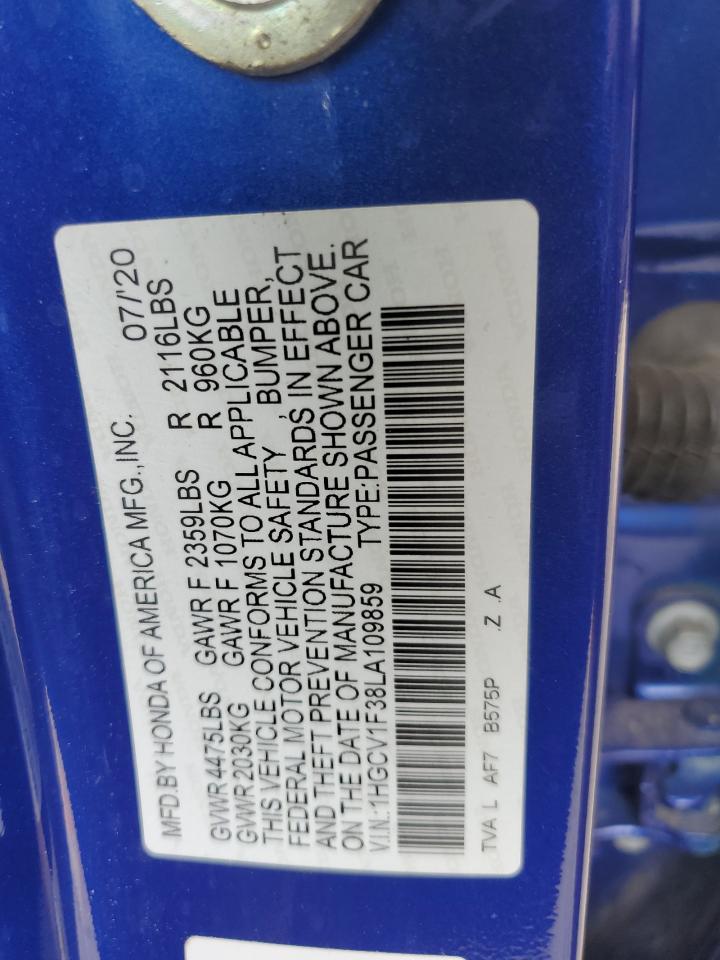 MFD.BY HONDA OF AMERICA MFG.,INC. 07/'20
GVWR 4475LBS GAWR F 2359LBS R 2116LBS
GVWR 2030KG GAWR F 1070KG R 960KG
THIS VEHICLE CONFORMS TO ALL APPLICABLE
FEDERAL MOTOR VEHICLE SAFETY , BUMPER,
AND THEFT PREVENTION STANDARDS IN EFFECT
ON THE DATE OF MANUFACTURE SHOWN ABOVE.
V.I.N.: 1HGCV1F38LA109859 TYPE:PASSENGER CAR
TVA L AF7 B575P .Z .A